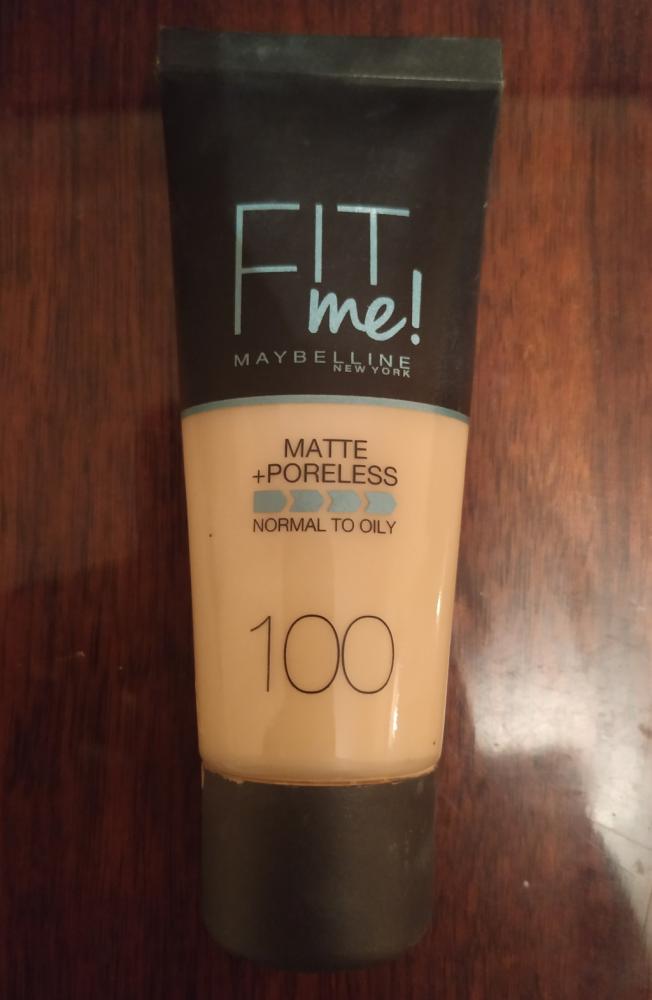 FIT
me!
MAYBELLINE
NEW YORK
MATTE
+PORELESS
NORMAL TO OILY
100